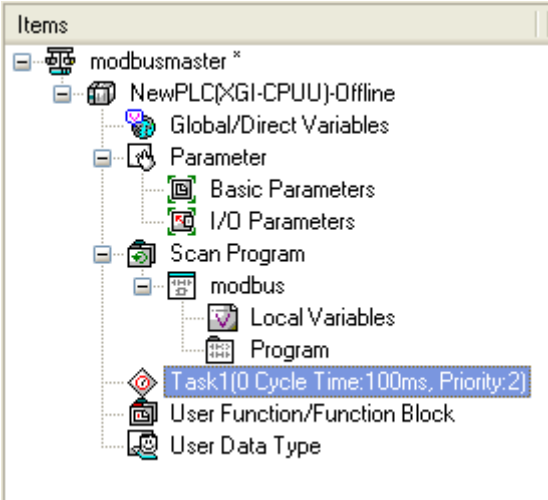 Items
modbusmaster *
NewPLC(XGI-CPUU)-Offline
Global/Direct Variables
Parameter
Basic Parameters
I/O Parameters
Scan Program
modbus
Local Variables
Program
Task1(0 Cycle Time:100ms, Priority:2)
User Function/Function Block
User Data Type